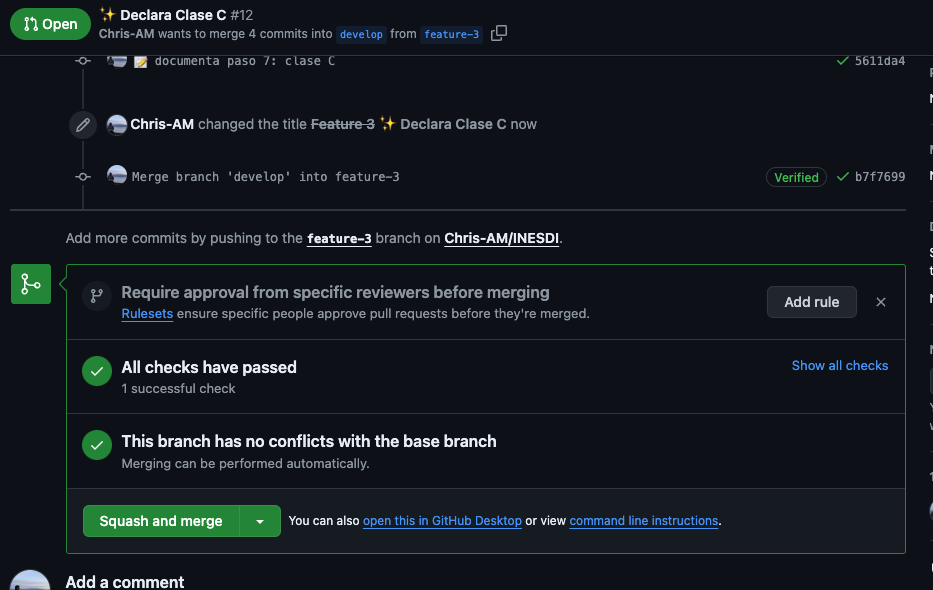 Open
✨ Declara Clase C #12
Chris-AM wants to merge 4 commits into develop from feature-3
📝 documenta paso 7: clase C 5611da4
Chris-AM changed the title Feature 3 ✨ Declara Clase C now
Merge branch 'develop' into feature-3 Verified b7f7699
Add more commits by pushing to the feature-3 branch on Chris-AM/INESDI.
Require approval from specific reviewers before merging
Rulesets ensure specific people approve pull requests before they're merged.
Add rule
All checks have passed
1 successful check
Show all checks
This branch has no conflicts with the base branch
Merging can be performed automatically.
Squash and merge
You can also open this in GitHub Desktop or view command line instructions.
Add a comment